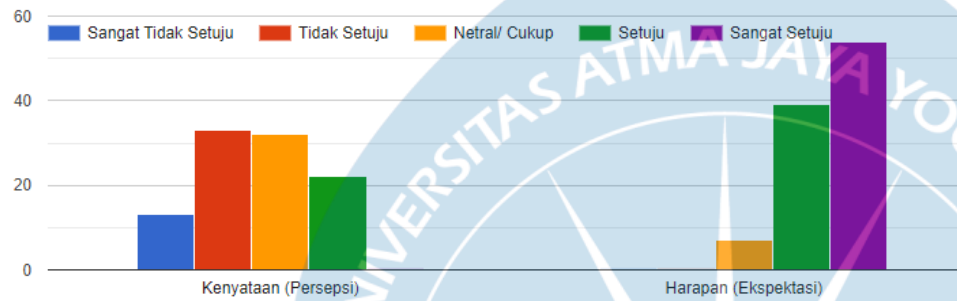 60
Sangat Tidak Setuju Tidak Setuju Netral/ Cukup Setuju Sangat Setuju
40
20
0
Kenyataan (Persepsi) Harapan (Ekspektasi)
UNIVERSITAS ATMA JAYA YO